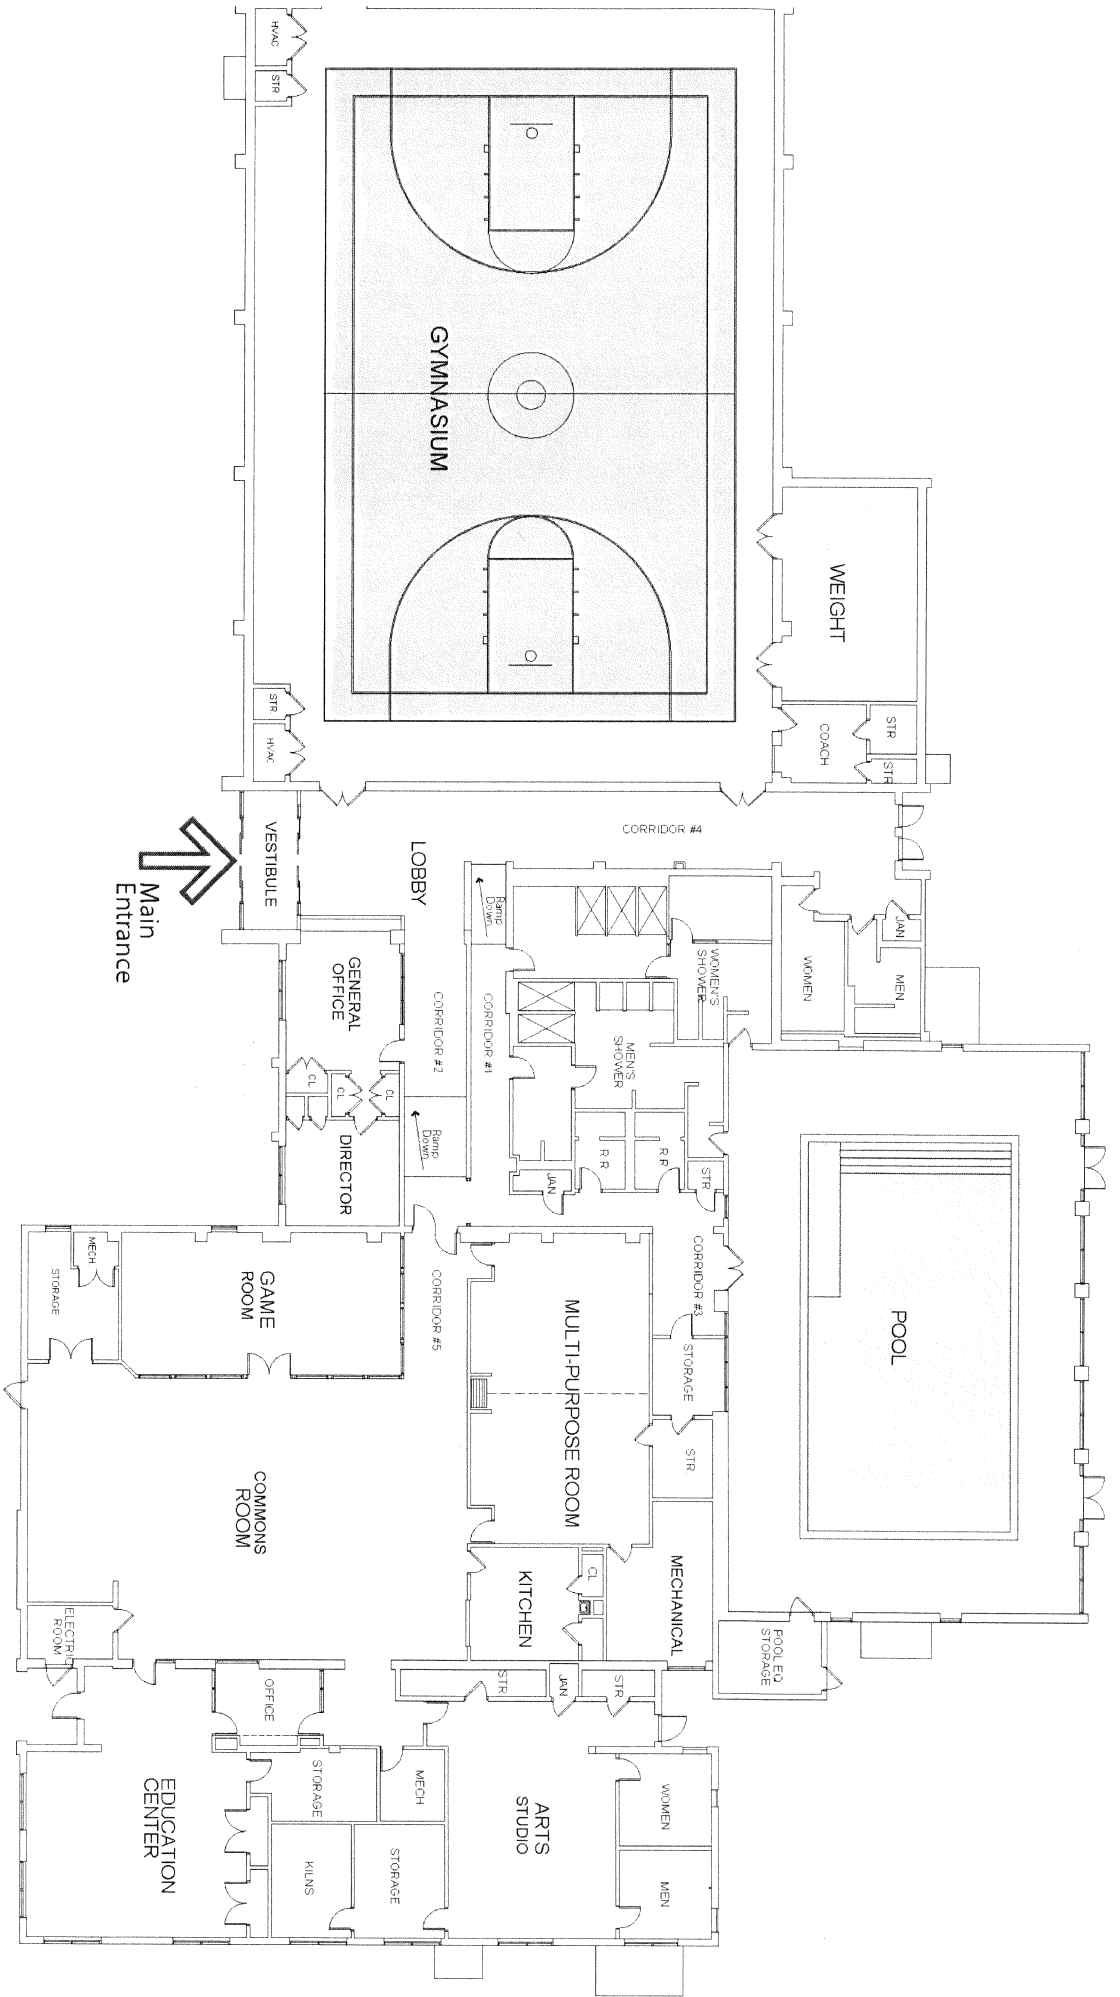 HVAC
STR
GYMNASIUM
WEIGHT
COACH
STR
STR
STR
HVAC
CORRIDOR #4
VESTIBULE
LOBBY
Main
Entrance
Ramp
Down
JAN
MEN
WOMEN
WOMEN'S
SHOWER
GENERAL
OFFICE
CORRIDOR #2
CORRIDOR #1
MEN'S
SHOWER
CL
CL
CL
DIRECTOR
Ramp
Down
JAN
R.R
R.R
STR
POOL
MECH.
STORAGE
GAME
ROOM
CORRIDOR #5
MULTI-PURPOSE ROOM
CORRIDOR #3
STORAGE
STR.
COMMONS
ROOM
KITCHEN
CL
MECHANICAL
ELECTRI
ROOM
POOL EQ
STORAGE
OFFICE
STR
JAN
STR
EDUCATION
CENTER
STORAGE
MECH
KILNS
STORAGE
ARTS
STUDIO
WOMEN
MEN